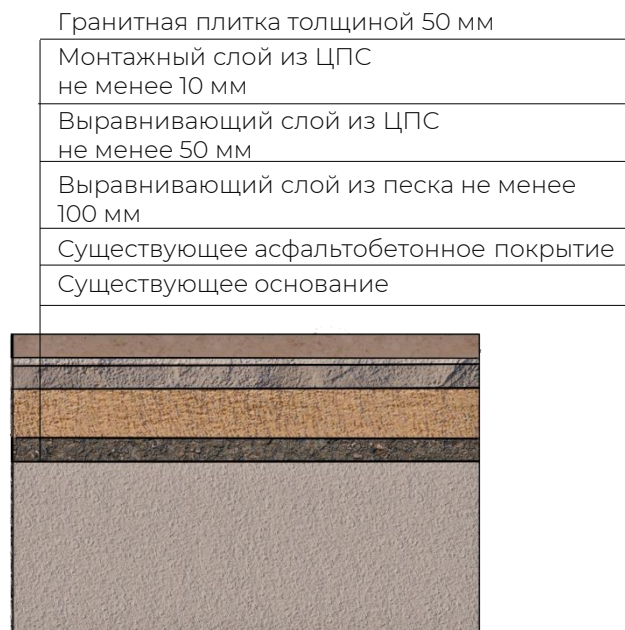 Гранитная плитка толщиной 50 мм
Монтажный слой из ЦПС
не менее 10 мм
Выравнивающий слой из ЦПС
не менее 50 мм
Выравнивающий слой из песка не менее
100 мм
Существующее асфальтобетонное покрытие
Существующее основание